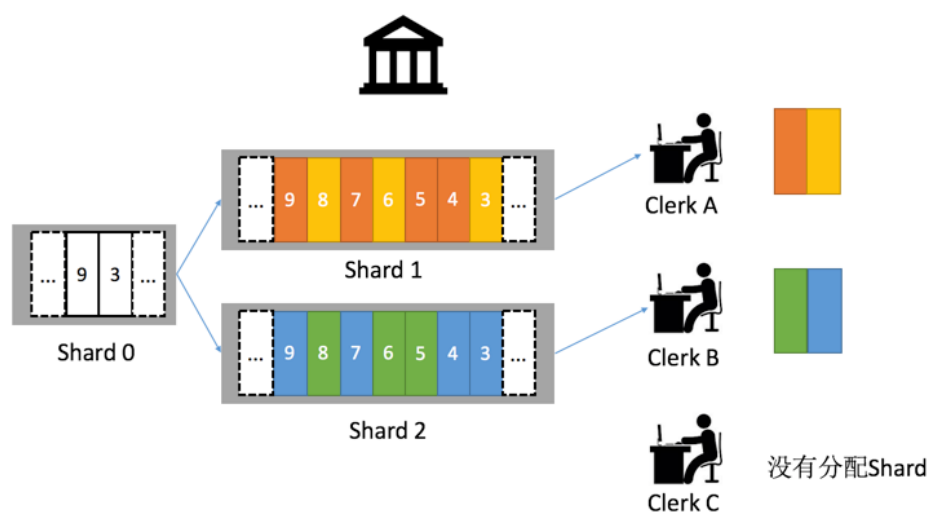 ... 9 8 7 6 5 4 3 ...
Shard 1
Clerk A
... 9 3 ...
Shard 0
... 9 8 7 6 5 4 3 ...
Shard 2
Clerk B
Clerk C
没有分配Shard